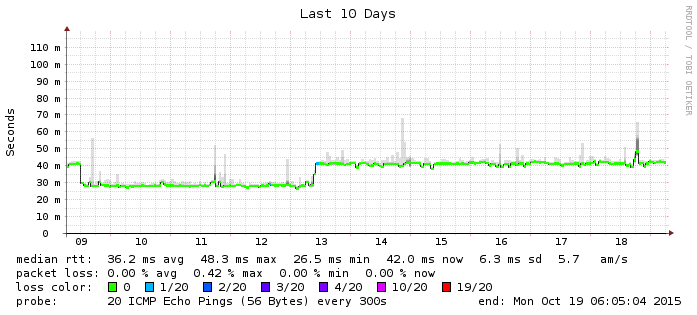 Last 10 Days
RRDTOOL / TOBI OETIKER
Seconds
110 m
100 m
90 m
80 m
70 m
60 m
50 m
40 m
30 m
20 m
10 m
0
09 10 11 12 13 14 15 16 17 18
median rtt: 36.2 ms avg 48.3 ms max 26.5 ms min 42.0 ms now 6.3 ms sd 5.7 am/s
packet loss: 0.00 % avg 0.42 % max 0.00 % min 0.00 % now
loss color: 0 1/20 2/20 3/20 4/20 10/20 19/20
probe: 20 ICMP Echo Pings (56 Bytes) every 300s end: Mon Oct 19 06:05:04 2015